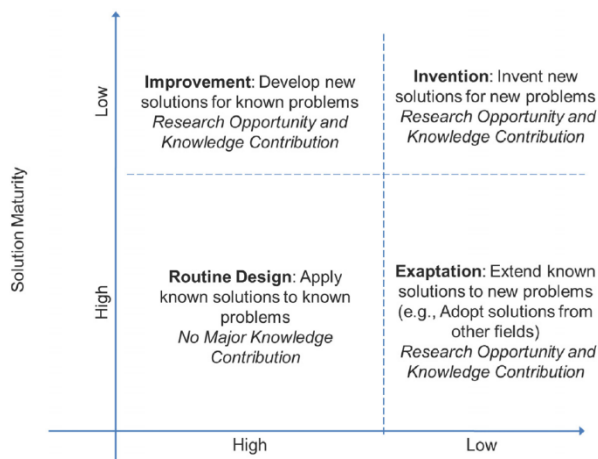 Improvement: Develop new
solutions for known problems
Research Opportunity and
Knowledge Contribution
Invention: Invent new
solutions for new problems
Research Opportunity and
Knowledge Contribution
Low
Solution Maturity
High
Routine Design: Apply
known solutions to known
problems
No Major Knowledge
Contribution
Exaptation: Extend known
solutions to new problems
(e.g., Adopt solutions from
other fields)
Research Opportunity and
Knowledge Contribution
High
Low